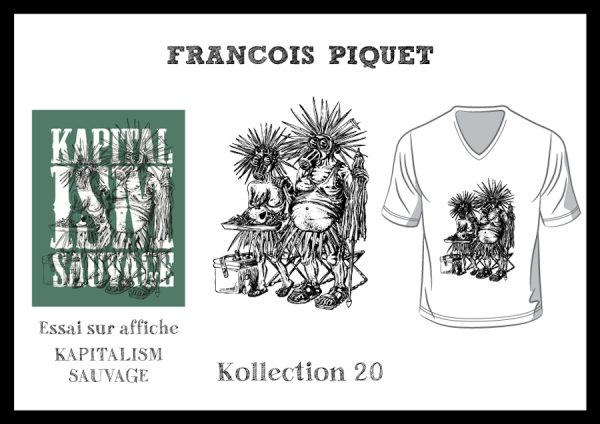 FRANCOIS PIQUET
KAPITAL
ISM
SAUVAGE
Essai sur affiche
KAPITALISM
SAUVAGE
Kollection 20